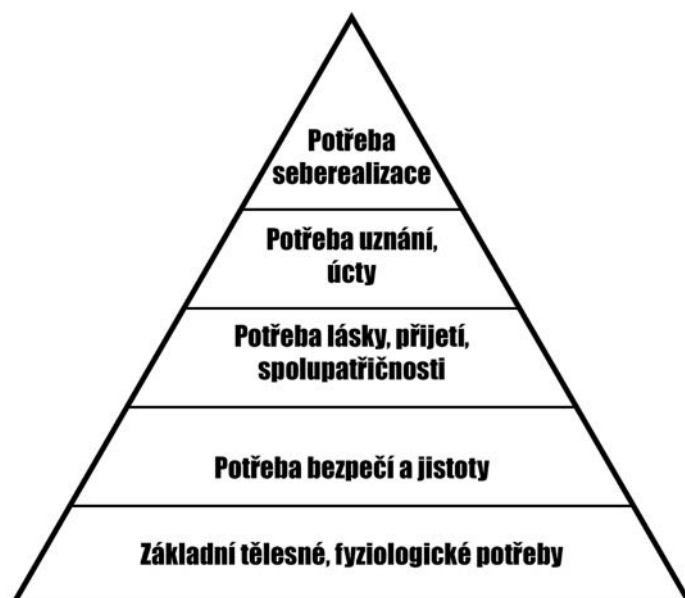 Potřeba
seberealizace
Potřeba uznání,
úcty
Potřeba lásky, přijetí,
spolupatřičnosti
Potřeba bezpečí a jistoty
Základní tělesné, fyziologické potřeby